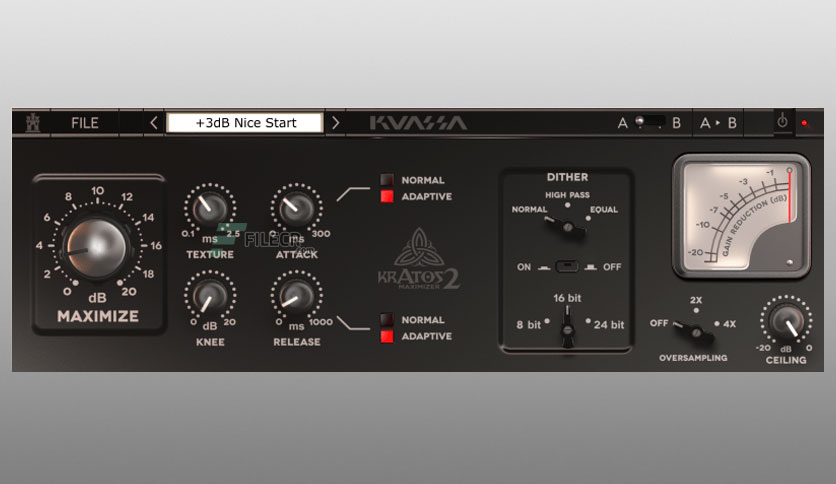 FILE
+3dB Nice Start
KVASSA
A B A ▸ B
DITHER
HIGH PASS
NORMAL EQUAL
ON OFF
16 bit
8 bit 24 bit
0 2 4 6 8 10 12 14 16 18 20
dB
MAXIMIZE
0.1 ms 2.5
TEXTURE
0 300
ATTACK
FILECR
0 dB 20
KNEE
0 ms 1000
RELEASE
NORMAL
ADAPTIVE
KRATOS 2
MAXIMIZER
NORMAL
ADAPTIVE
-20 -10 -7 -5 -3 -1 0
GAIN REDUCTION (dB)
2X
OFF 4X
OVERSAMPLING
-20 dB 0
CEILING